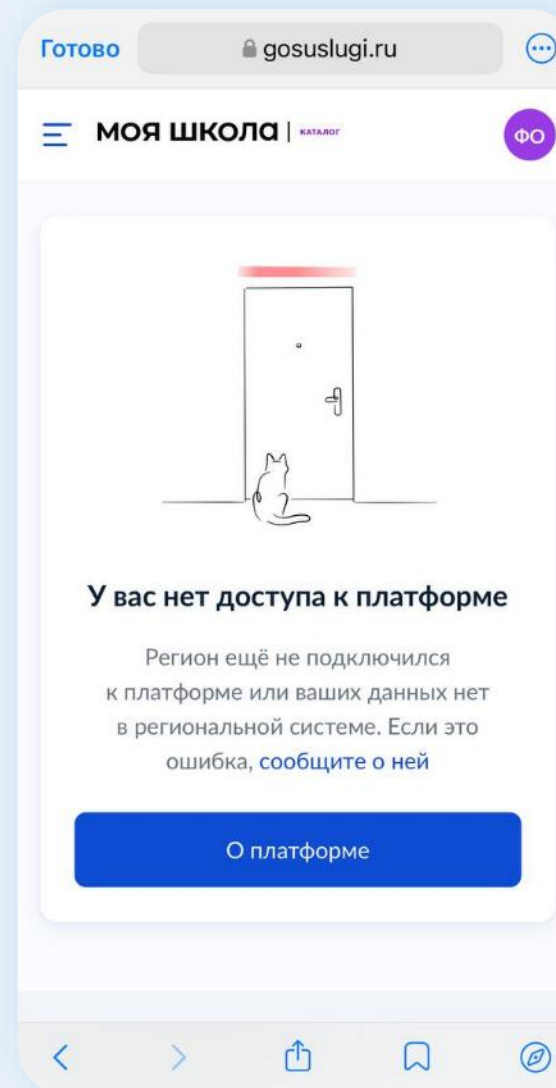 Готово
gosuslugi.ru
МОЯ ШКОЛА | КАТАЛОГ
ФО
У вас нет доступа к платформе
Регион ещё не подключился
к платформе или ваших данных нет
в региональной системе. Если это
ошибка, сообщите о ней
О платформе